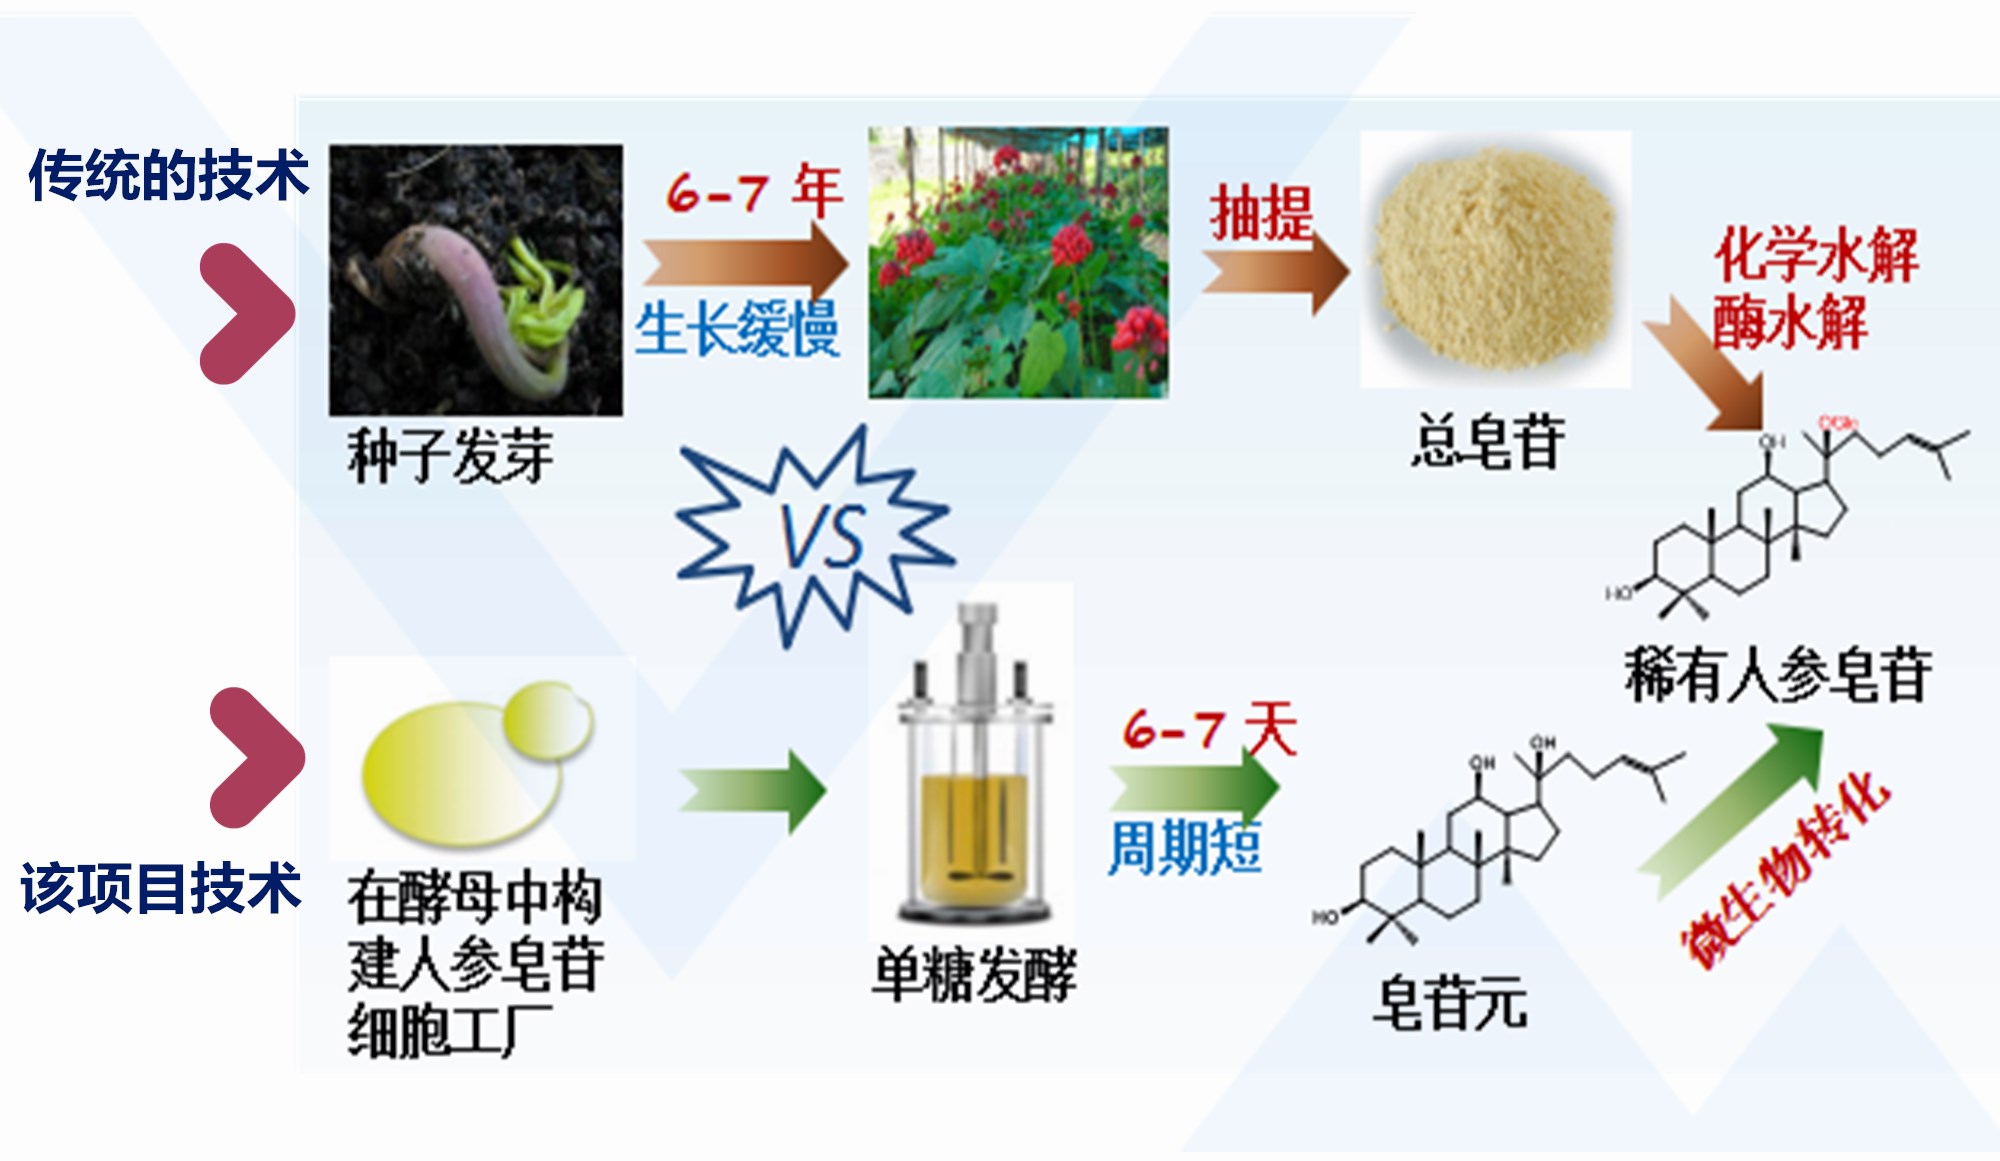 传统的技术
6-7 年
生长缓慢
种子发芽
抽提
总皂苷
化学水解
酶水解
OH
OGlc
HO
稀有人参皂苷
VS
该项目技术
在酵母中构
建人参皂苷
细胞工厂
单糖发酵
6-7 天
周期短
OH
OH
HO
皂苷元
微生物转化